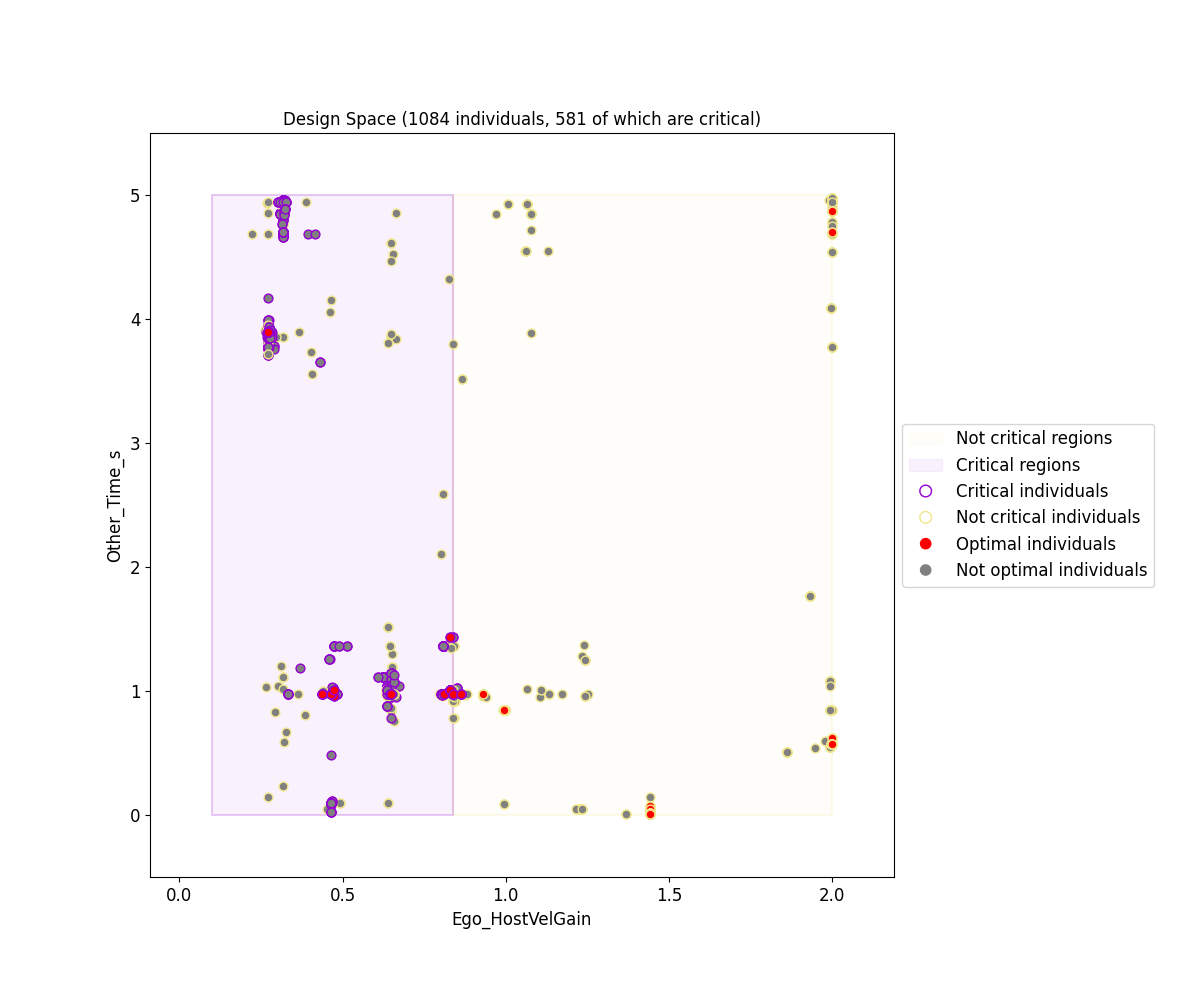 Design Space (1084 individuals, 581 of which are critical)
5
4
3
2
1
0
Other_Time_s
0.0 0.5 1.0 1.5 2.0
Ego_HostVelGain
Not critical regions
Critical regions
Critical individuals
Not critical individuals
Optimal individuals
Not optimal individuals